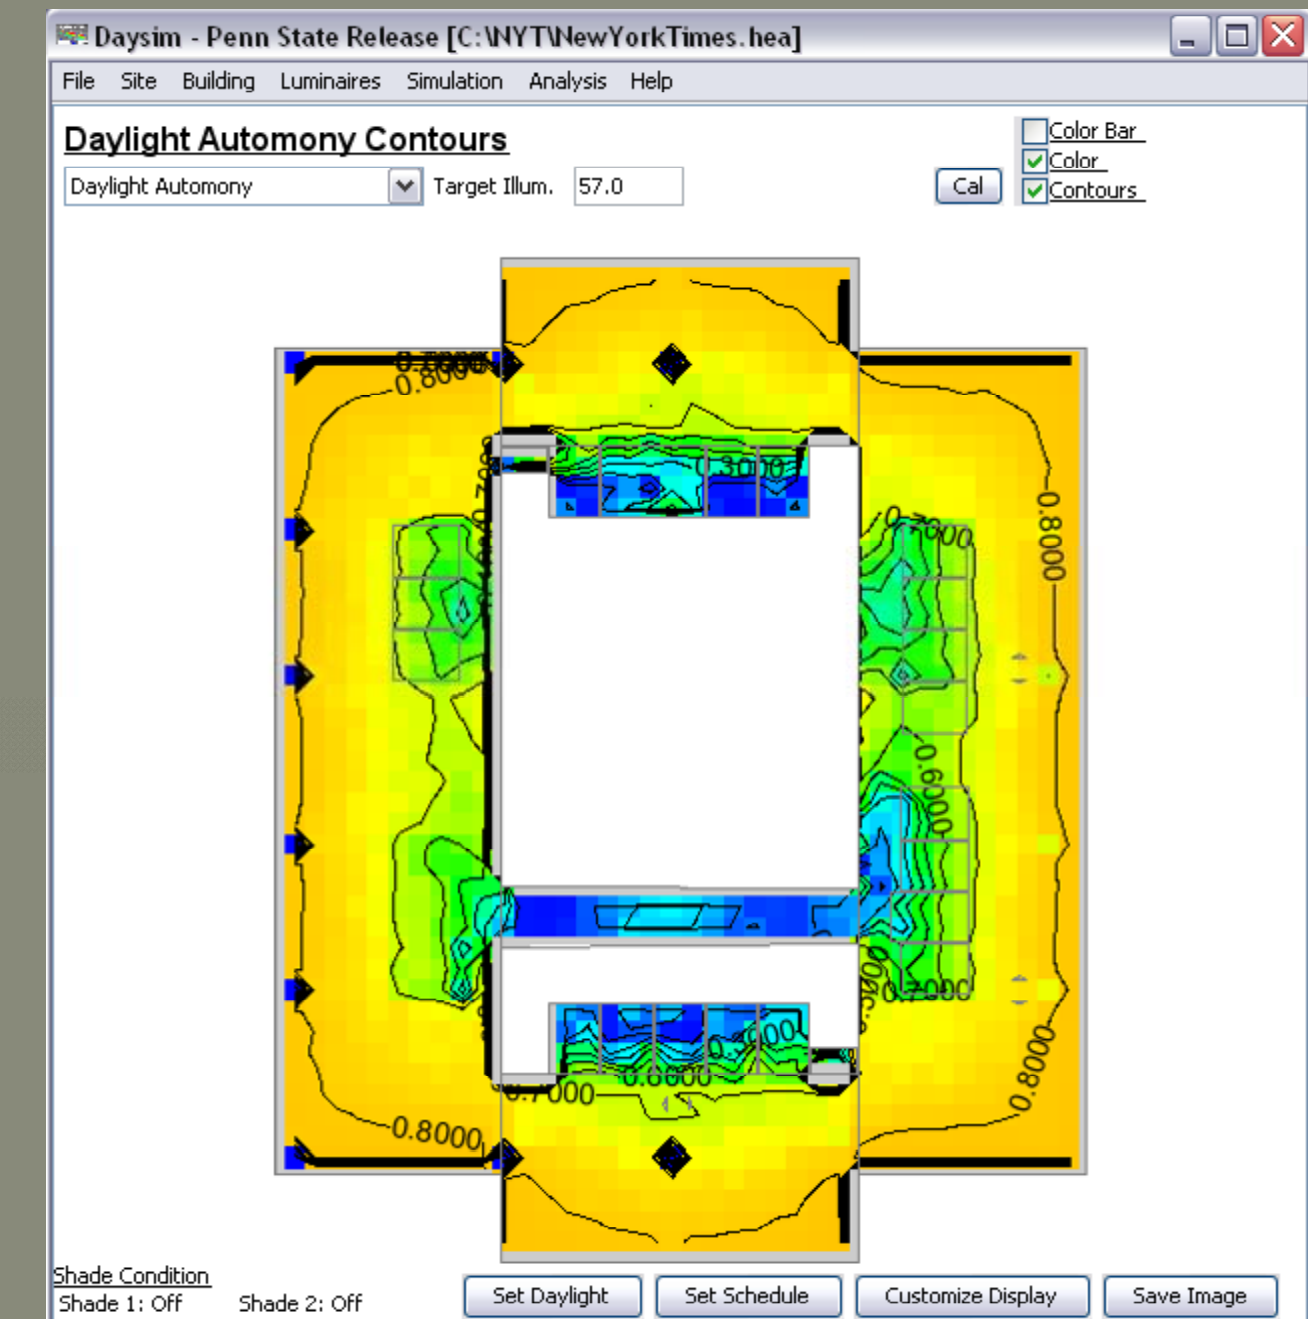 Daysim - Penn State Release [C:\NYT\NewYorkTimes.hea]
File Site Building Luminaires Simulation Analysis Help
Daylight Automony Contours
Color Bar
Color
Contours
Daylight Automony Target Illum. 57.0 Cal
0.8000
0.3000
0.7000
0.8000
0.6000
0.7000
0.3000
0.6000
0.7000
0.8000
0.8000
Shade Condition
Shade 1: Off Shade 2: Off
Set Daylight Set Schedule Customize Display Save Image